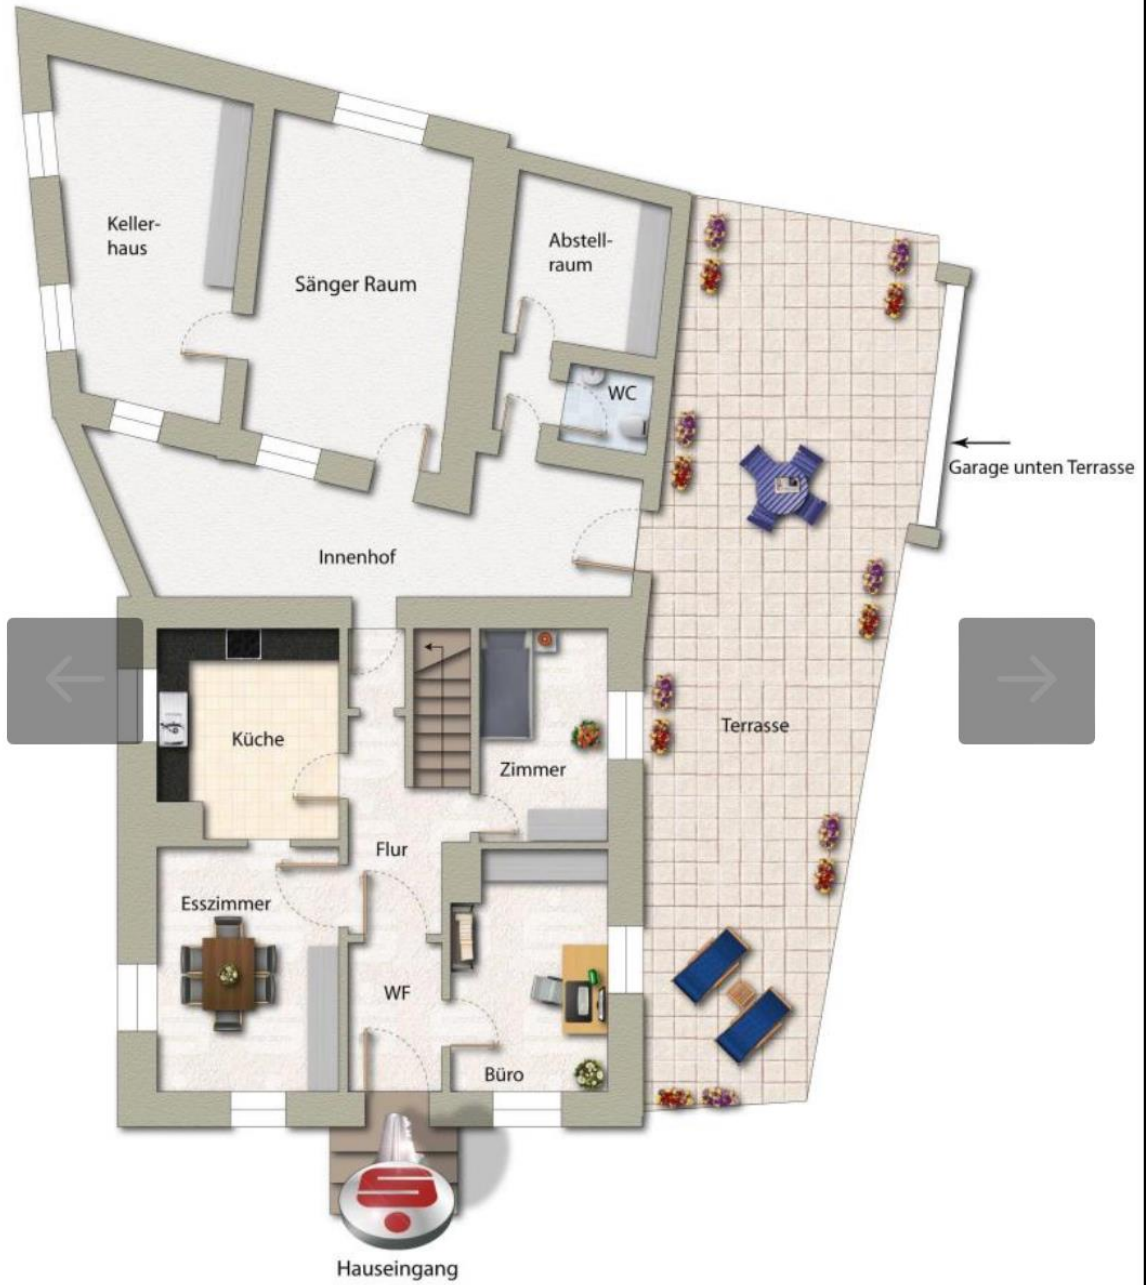 Keller-
haus
Sänger Raum
Abstell-
raum
WC
Garage unten Terrasse
Innenhof
Küche
Zimmer
Terrasse
Flur
Esszimmer
WF
Büro
Hauseingang